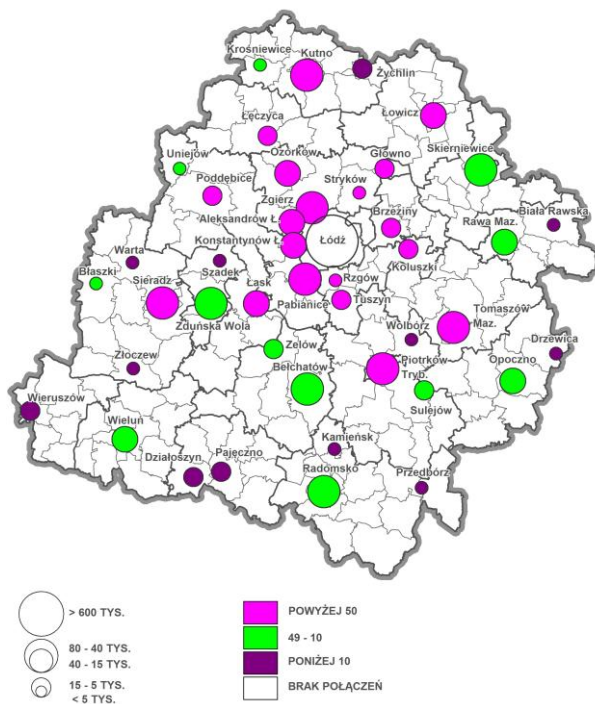 Krośniewice
Kutno
Żychlin
Łęczyca
Łowicz
Skierniewice
Uniejów
Ozorków
Głowno
Poddębice
Stryków
Zgierz
Aleksandrów Ł.
Brzeziny
Rawa Maz.
Biała Rawska
Konstantynów Ł.
Łódź
Koluszki
Warta
Szadek
Błaszki
Sieradz
Łask
Rzgów
Zduńska Wola
Pabianice
Tuszyn
Tomaszów
Maz.
Wolbórz
Drzewica
Złoczew
Zelów
Piotrków
Tryb.
Opoczno
Bełchatów
Sulejów
Wieruszów
Wieluń
Kamieńsk
Działoszyn
Pajęczno
Radomsko
Przedbórz
> 600 TYS.
80 - 40 TYS.
40 - 15 TYS.
15 - 5 TYS.
< 5 TYS.
POWYŻEJ 50
49 - 10
PONIŻEJ 10
BRAK POŁĄCZEŃ